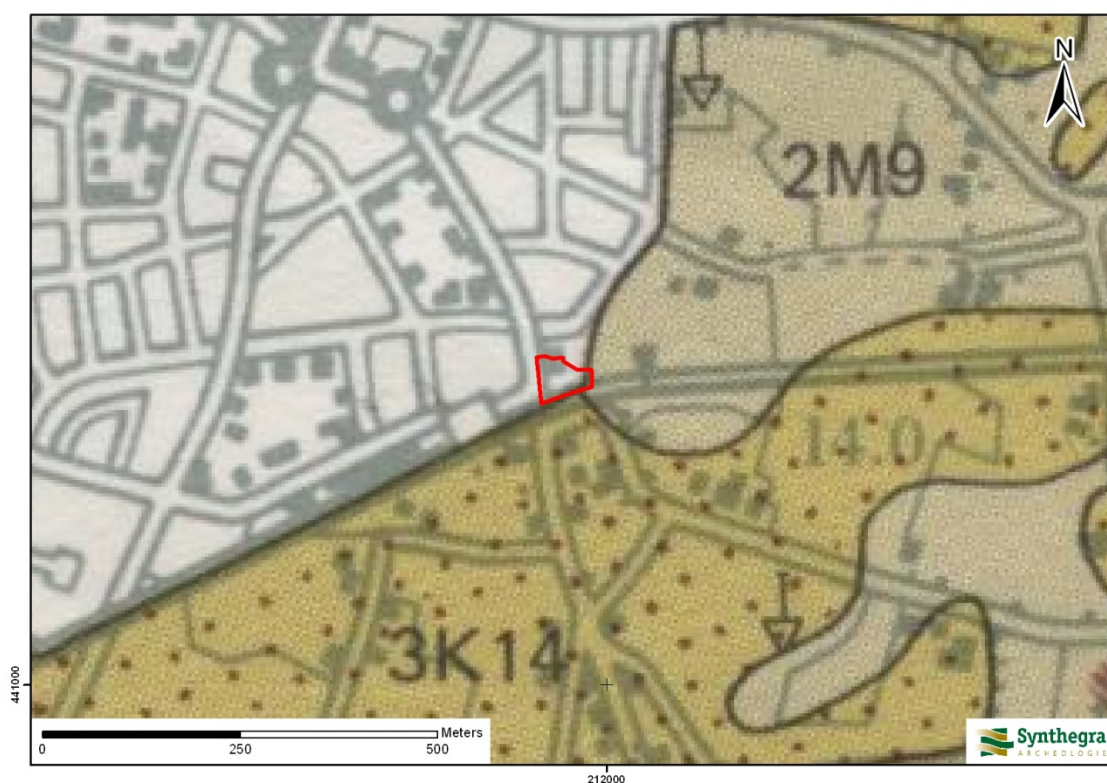 N
2M9
14.0
3K14
441000
Meters
0 250 500
212000
Synthegra
ARCHEOLOGIE